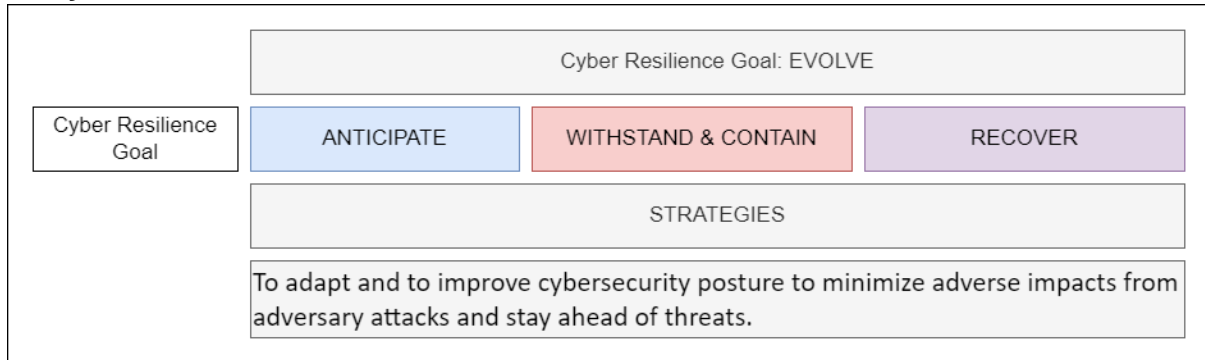 Cyber Resilience Goal: EVOLVE
Cyber Resilience
Goal
ANTICIPATE
WITHSTAND & CONTAIN
RECOVER
STRATEGIES
To adapt and to improve cybersecurity posture to minimize adverse impacts from
adversary attacks and stay ahead of threats.